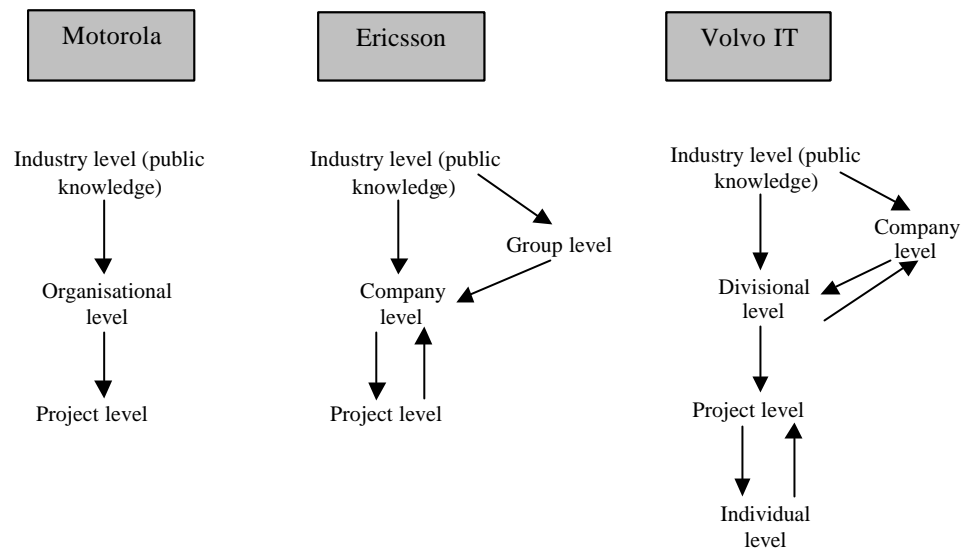 Motorola
Ericsson
Volvo IT
Industry level (public
knowledge)
Organisational
level
Project level
Industry level (public
knowledge)
Group level
Company
level
Project level
Industry level (public
knowledge)
Company
level
Divisional
level
Project level
Individual
level